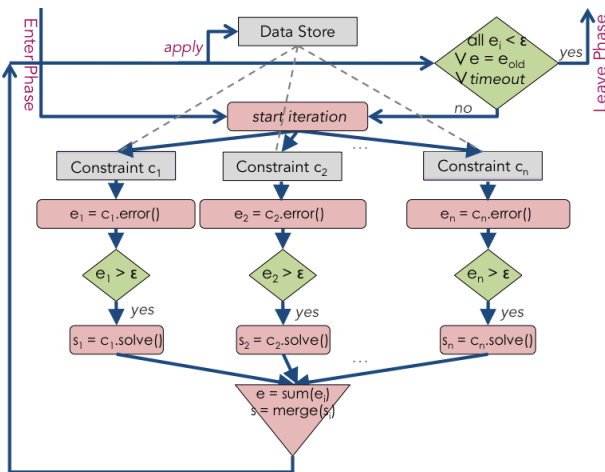 Enter Phase
apply
Data Store
all eᵢ < ε
V e = eₒₗd
V timeout
yes
Leave Phase
no
start iteration
...
Constraint c₁
Constraint c₂
Constraint cₙ
e₁ = c₁.error()
e₂ = c₂.error()
eₙ = cₙ.error()
e₁ > ε
e₂ > ε
eₙ > ε
yes
yes
yes
s₁ = c₁.solve()
s₂ = c₂.solve()
sₙ = cₙ.solve()
...
e = sum(eᵢ)
s = merge(sᵢ)